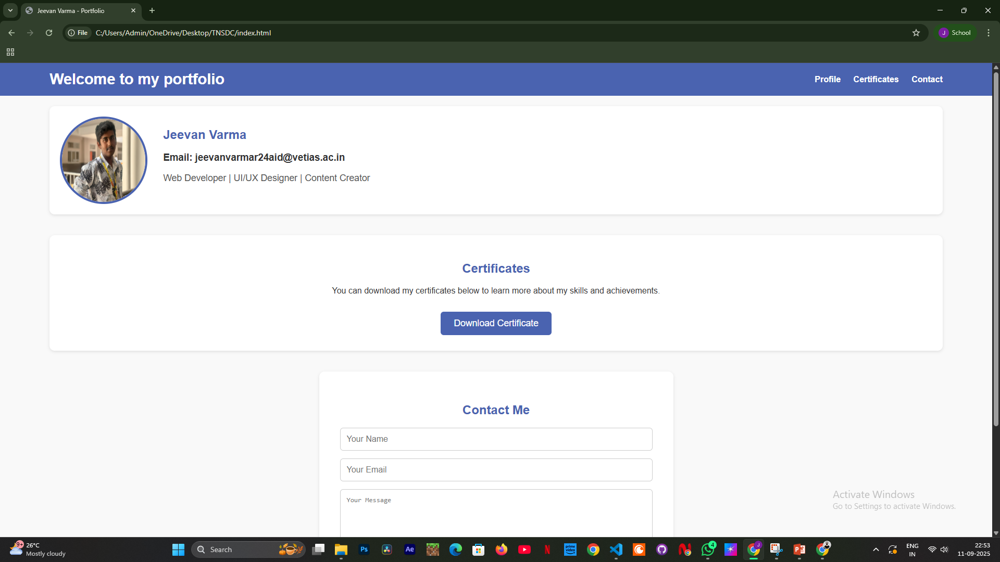 Jeevan Varma - Portfolio
File
C:/Users/Admin/OneDrive/Desktop/TNSDC/index.html
J
School
Welcome to my portfolio
Profile
Certificates
Contact
Jeevan Varma
Email: jeevanvarmar24aid@vetias.ac.in
Web Developer | UI/UX Designer | Content Creator
Certificates
You can download my certificates below to learn more about my skills and achievements.
Download Certificate
Contact Me
Your Name
Your Email
Your Message
Activate Windows
Go to Settings to activate Windows.
9+
26°C
Mostly cloudy
Search
Ps
Ae
N
prime video
4
J
P
ENG
IN
22:53
11-09-2025